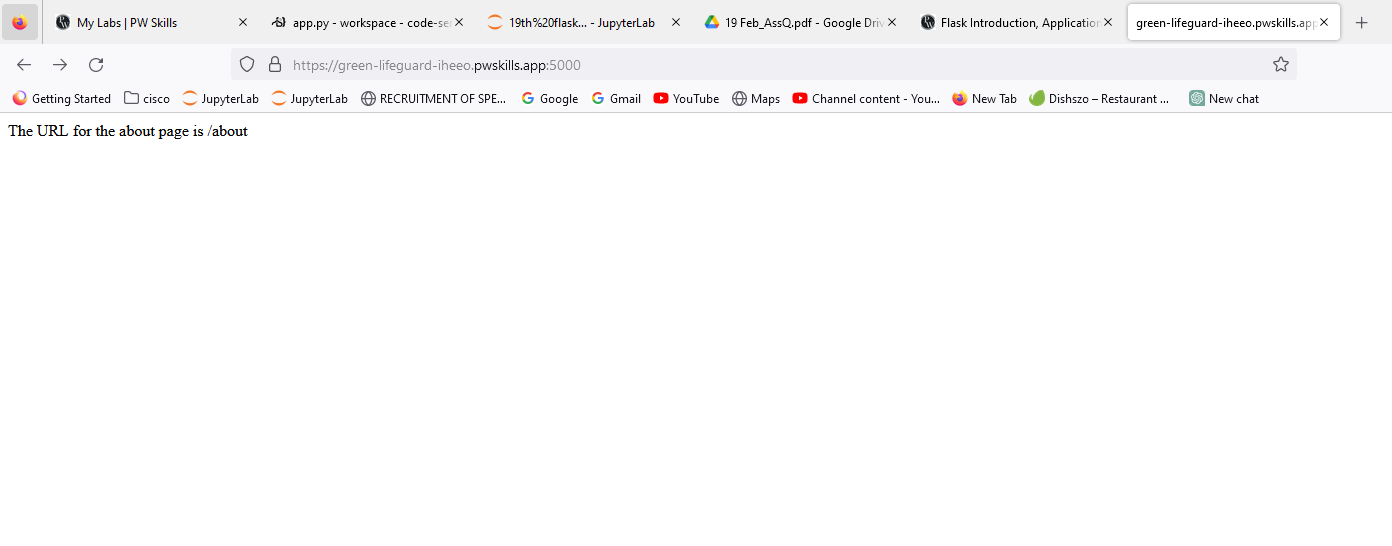 My Labs | PW Skills
app.py - workspace - code-se
19th%20flask... - JupyterLab
19 Feb_AssQ.pdf - Google Driv
Flask Introduction, Application
green-lifeguard-iheeo.pwskills.app
https://green-lifeguard-iheeo.pwskills.app:5000
Getting Started cisco JupyterLab JupyterLab RECRUITMENT OF SPE... Google Gmail YouTube Maps Channel content - You... New Tab Dishszo – Restaurant ... New chat
The URL for the about page is /about